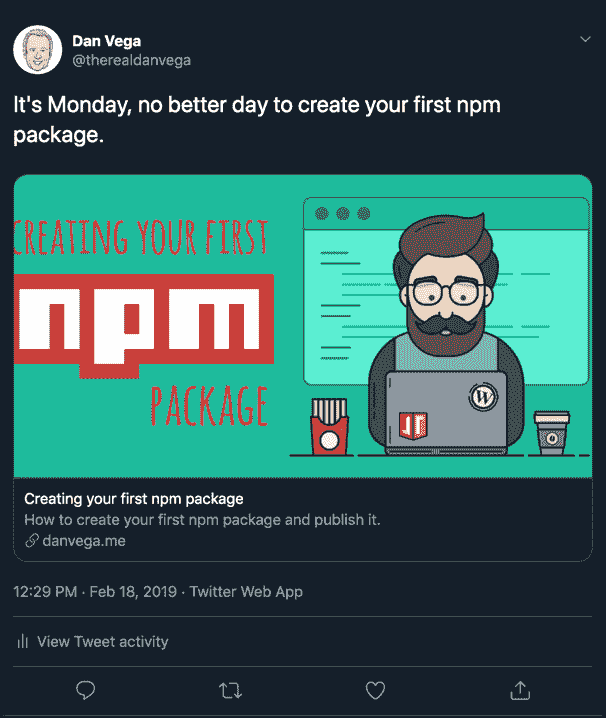 Dan Vega
@therealdanvega
It's Monday, no better day to create your first npm
package.
CREATING YOUR FIRST
npm
PACKAGE
W
Creating your first npm package
How to create your first npm package and publish it.
danvega.me
12:29 PM · Feb 18, 2019 · Twitter Web App
View Tweet activity